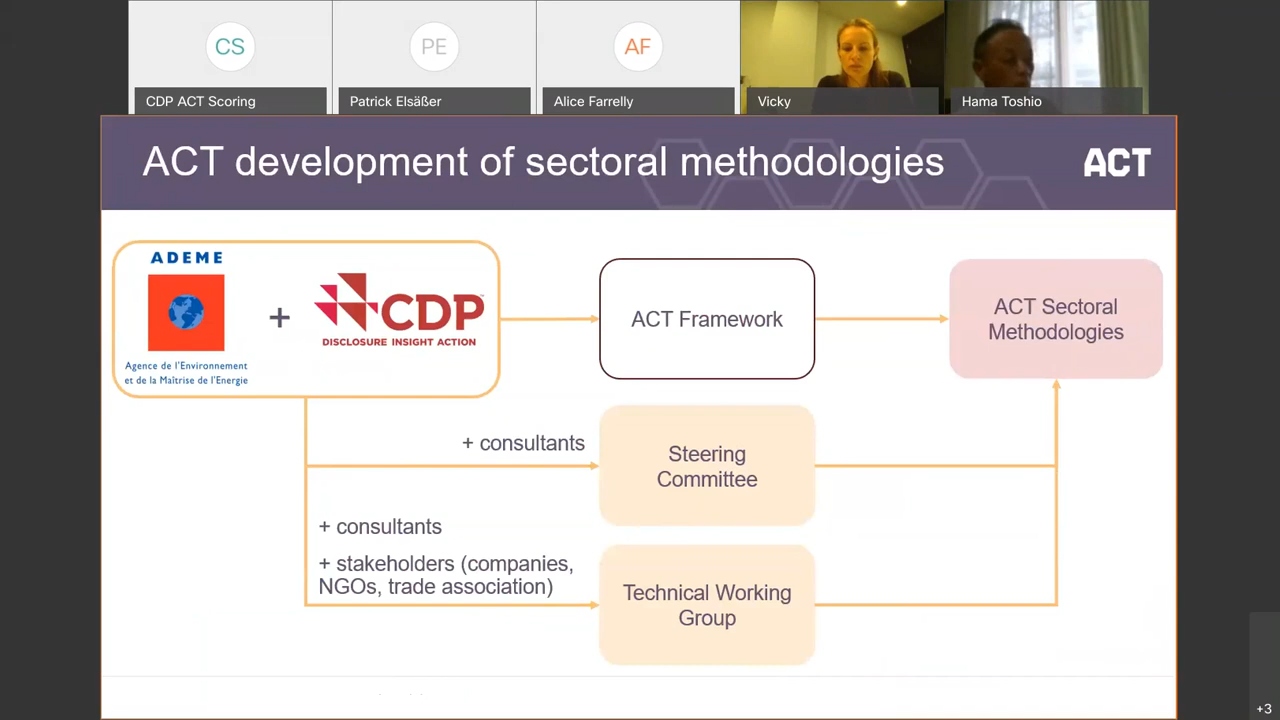 CS
PE
AF
CDP ACT Scoring
Patrick Elsäßer
Alice Farrelly
Vicky
Hama Toshio
ACT development of sectoral methodologies
ACT
ADEME
Agence de l'Environnement
et de la Maîtrise de l'Energie
+
CDP
DISCLOSURE INSIGHT ACTION
ACT Framework
ACT Sectoral
Methodologies
+ consultants
Steering
Committee
+ consultants
+ stakeholders (companies,
NGOs, trade association)
Technical Working
Group
+3